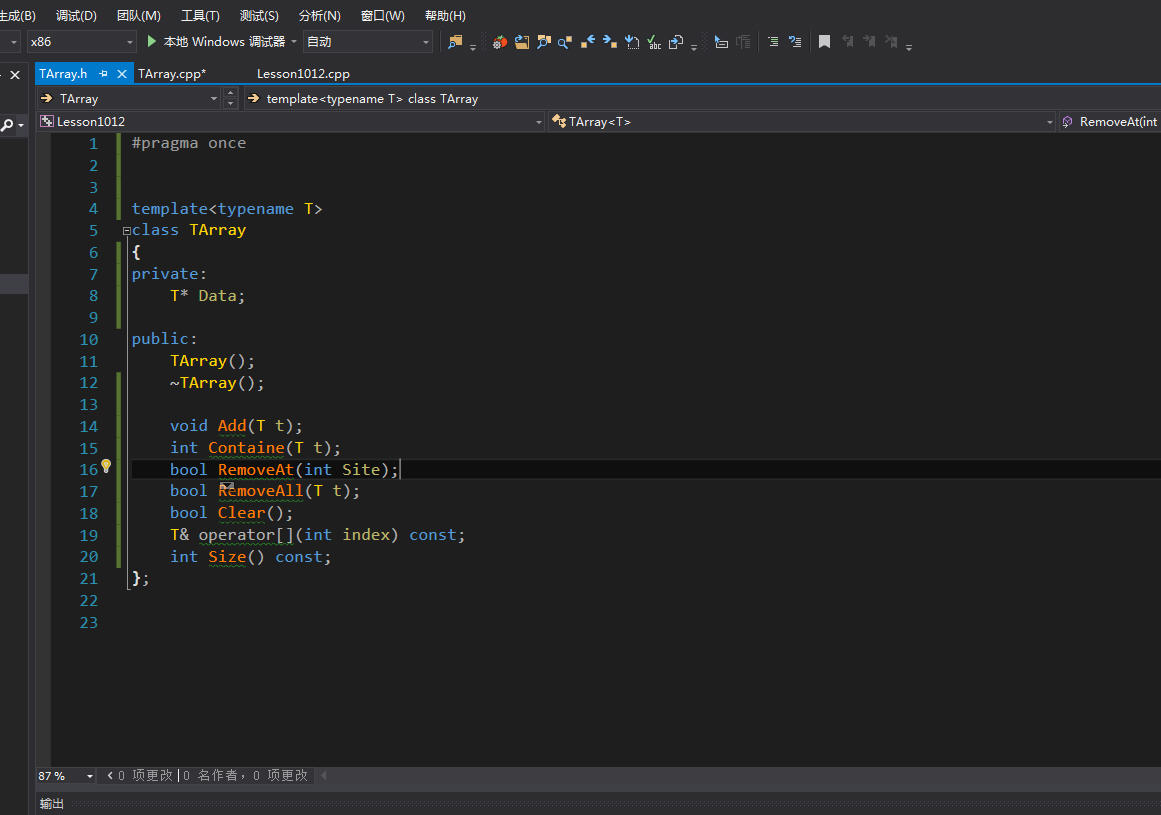 生成(B) 调试(D) 团队(M) 工具(T) 测试(S) 分析(N) 窗口(W) 帮助(H)
x86 本地 Windows 调试器 自动
TArray.h TArray.cpp* Lesson1012.cpp
TArray template<typename T> class TArray
Lesson1012 TArray<T> RemoveAt(int
1 #pragma once
2
3
4 template<typename T>
5 class TArray
6 {
7 private:
8 T* Data;
9
10 public:
11 TArray();
12 ~TArray();
13
14 void Add(T t);
15 int Containe(T t);
16 bool RemoveAt(int Site);
17 bool RemoveAll(T t);
18 bool Clear();
19 T& operator[](int index) const;
20 int Size() const;
21 };
22
23
87 % 0 项更改 | 0 名作者，0 项更改
输出